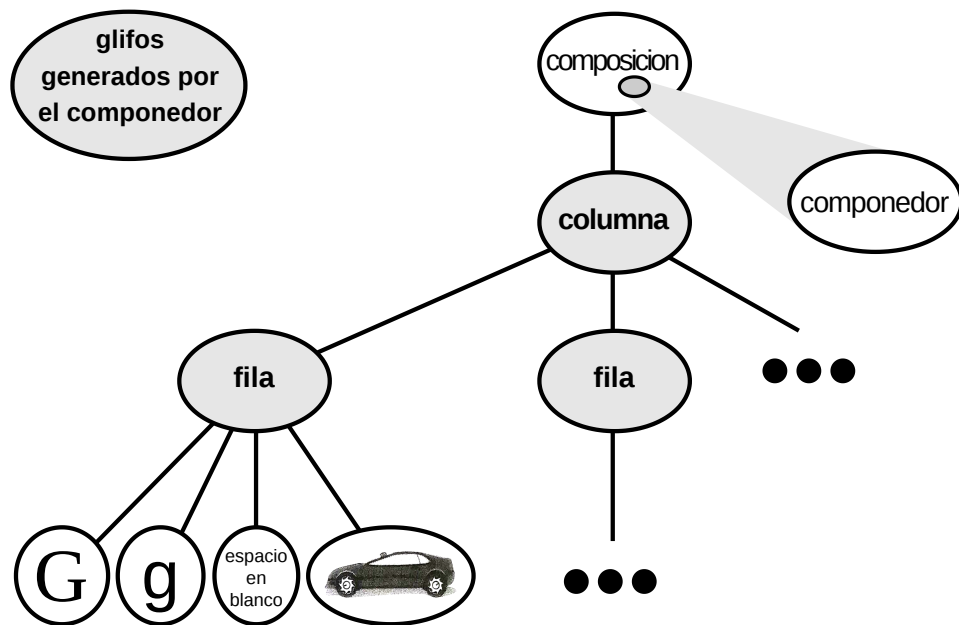 glifos
generados por
el componedor
composicion
componedor
columna
fila
fila
G
g
espacio
en
blanco